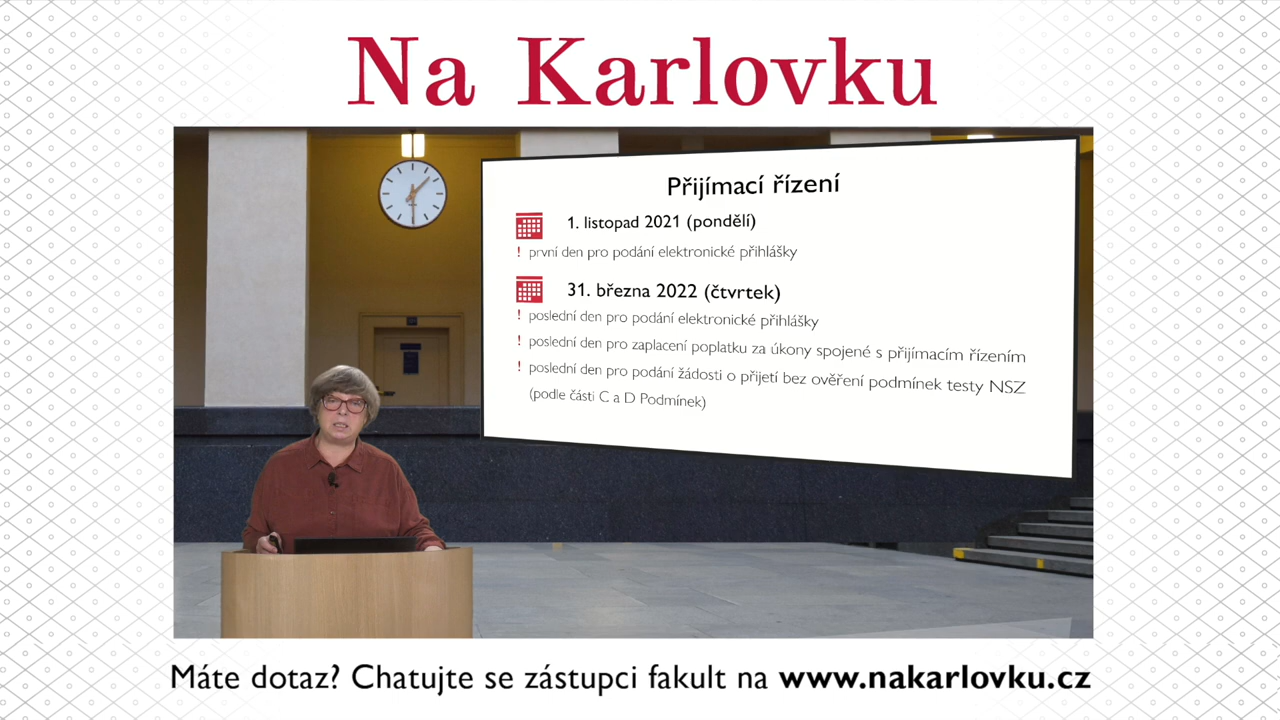 Na Karlovku
Přijímací řízení
1. listopad 2021 (pondělí)
! první den pro podání elektronické přihlášky
31. března 2022 (čtvrtek)
! poslední den pro podání elektronické přihlášky
! poslední den pro zaplacení poplatku za úkony spojené s přijímacím řízením
! poslední den pro podání žádosti o přijetí bez ověření podmínek testy NSZ
(podle části C a D Podmínek)
Máte dotaz? Chatujte se zástupci fakult na www.nakarlovku.cz